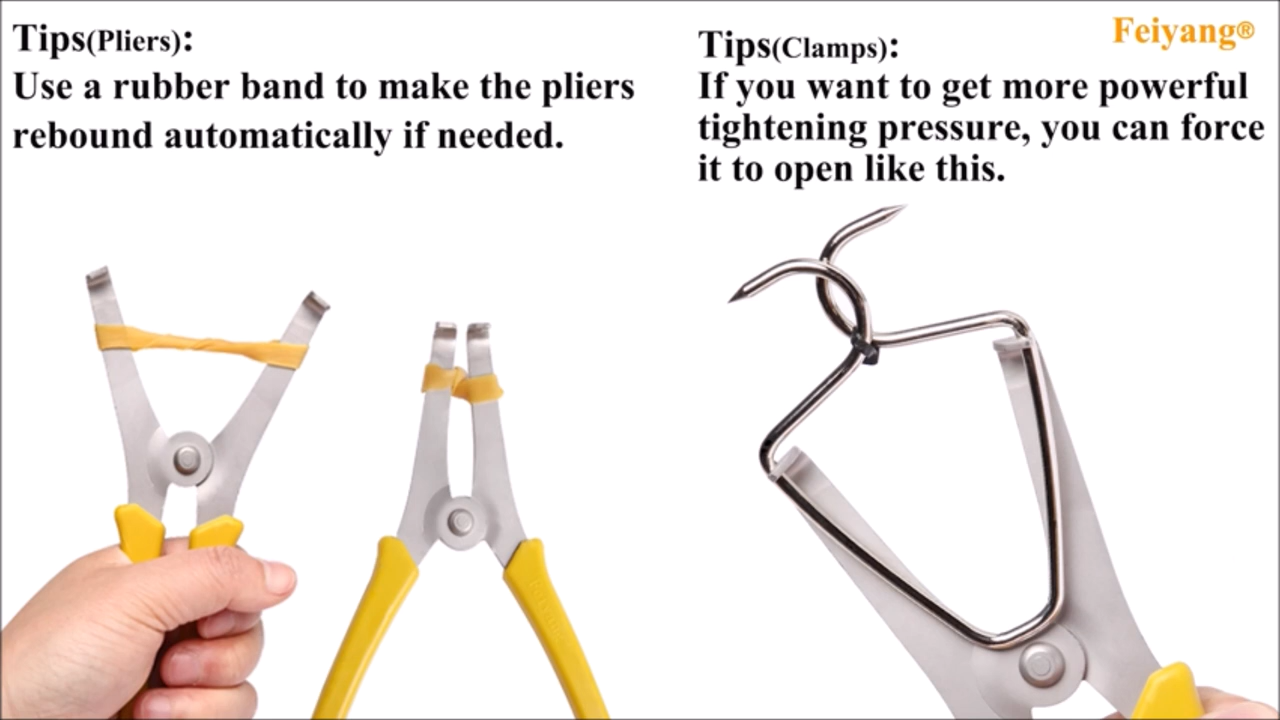 Tips(Pliers):
Use a rubber band to make the pliers
rebound automatically if needed.
Feiyang®
Tips(Clamps):
If you want to get more powerful
tightening pressure, you can force
it to open like this.